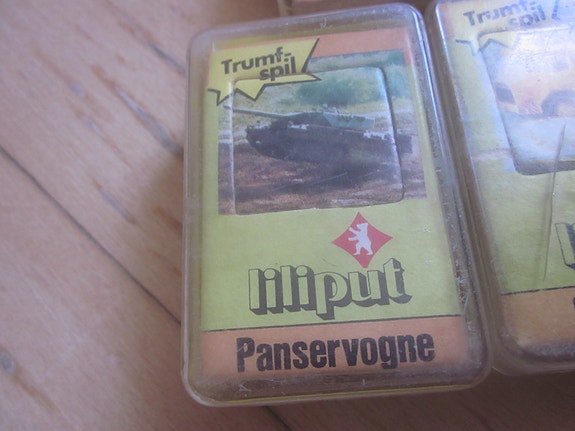 Trumf-
spil
liliput
Panservogne
Trumf-
spil